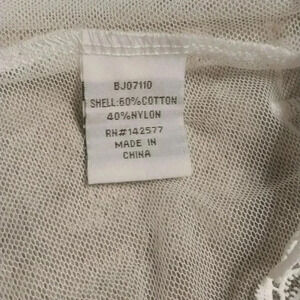 BJ07110
SHELL:60%COTTON
40%NYLON
RN#142577
MADE IN
CHINA